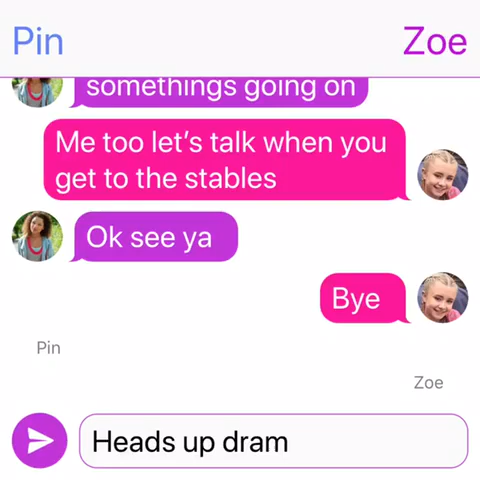 Pin Zoe
somethings going on
Me too let's talk when you
get to the stables
Ok see ya
Bye
Pin
Zoe
Heads up dram